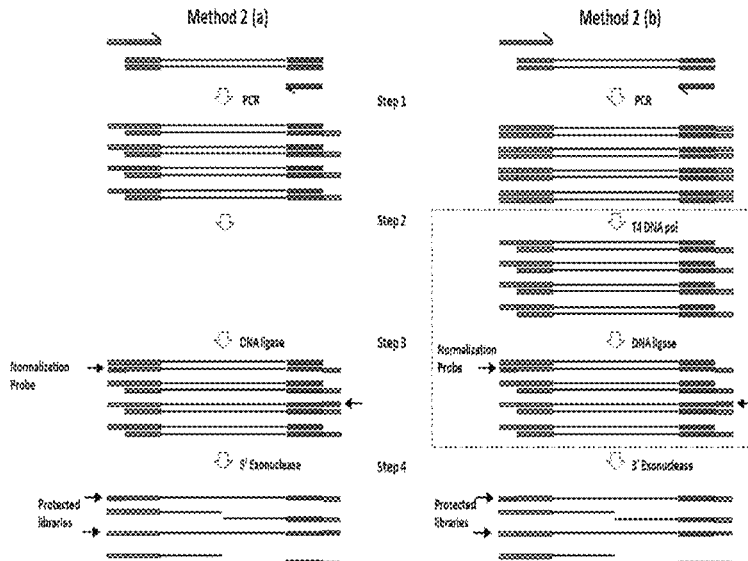 Method 2 (a)
Method 2 (b)
Step 1
PCR
PCR
Step 2
T4 DNA pol
Step 3
DNA ligase
DNA ligase
Normalization
Probe
Normalization
Probe
Step 4
3' Exonuclease
3' Exonuclease
Protected
libraries
Protected
libraries